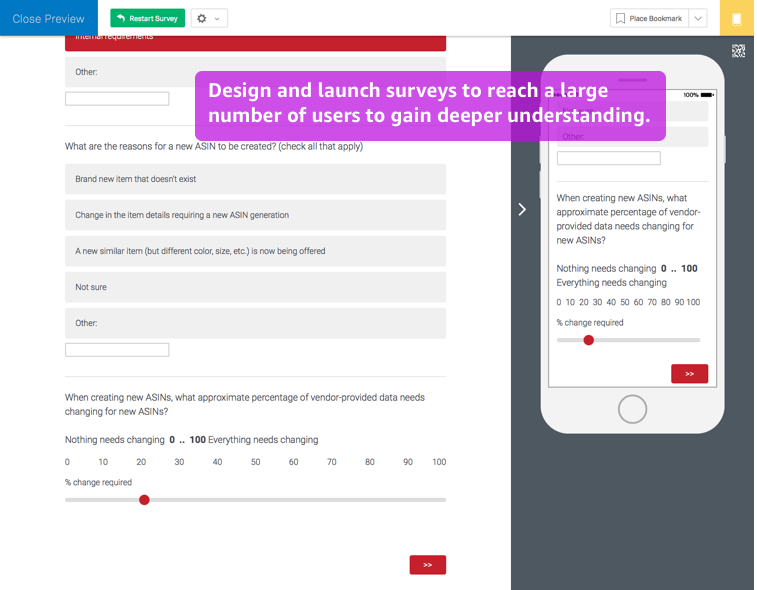 Close Preview
Restart Survey
Place Bookmark
Internal requirements
Other:
Design and launch surveys to reach a large
number of users to gain deeper understanding.
What are the reasons for a new ASIN to be created? (check all that apply)
Brand new item that doesn't exist
Change in the item details requiring a new ASIN generation
A new similar item (but different color, size, etc.) is now being offered
Not sure
Other:
When creating new ASINs, what approximate percentage of vendor-provided data needs
changing for new ASINs?
Nothing needs changing 0 .. 100 Everything needs changing
0 10 20 30 40 50 60 70 80 90 100
% change required
>>
100%
Other:
When creating new ASINs, what
approximate percentage of vendor-
provided data needs changing for
new ASINs?
Nothing needs changing 0 .. 100
Everything needs changing
0 10 20 30 40 50 60 70 80 90 100
% change required
>>